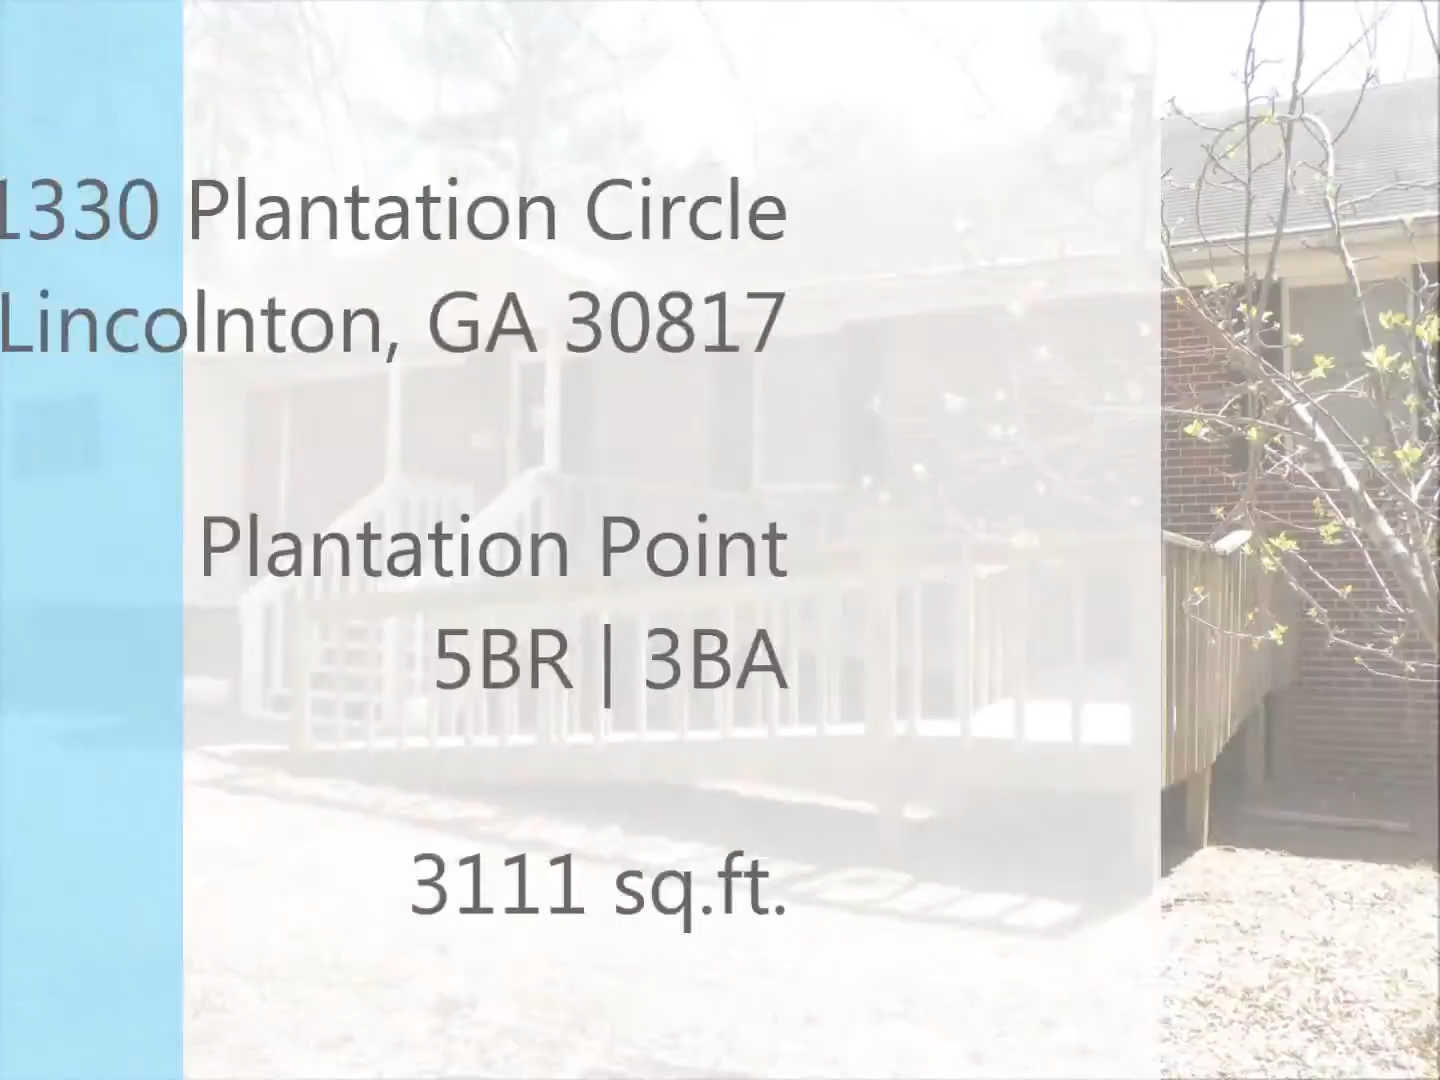 1330 Plantation Circle
Lincolnton, GA 30817
Plantation Point
5BR | 3BA
3111 sq.ft.